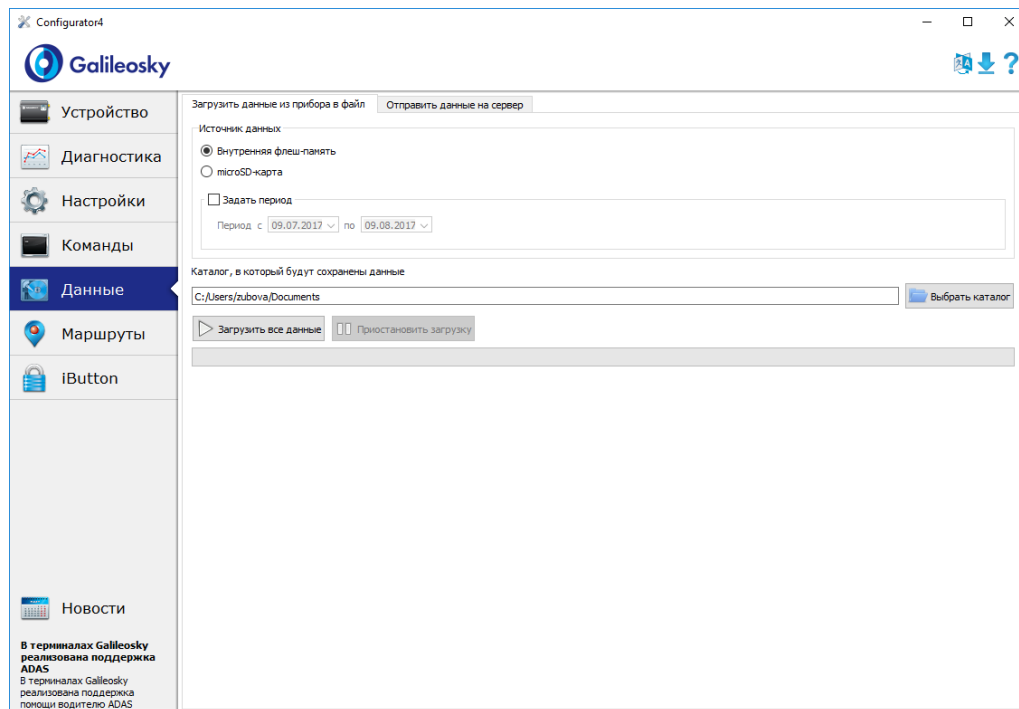 Configurator4
Galileosky
Устройство
Диагностика
Настройки
Команды
Данные
Маршруты
iButton
Новости
В терминалах Galileosky
реализована поддержка
ADAS
В терминалах Galileosky
реализована поддержка
помощи водителю ADAS
Загрузить данные из прибора в файл Отправить данные на сервер
Источник данных
Внутренняя флеш-память
microSD-карта
Задать период
Период с 09.07.2017 по 09.08.2017
Каталог, в который будут сохранены данные
C:/Users/zubova/Documents Выбрать каталог
Загрузить все данные Приостановить загрузку